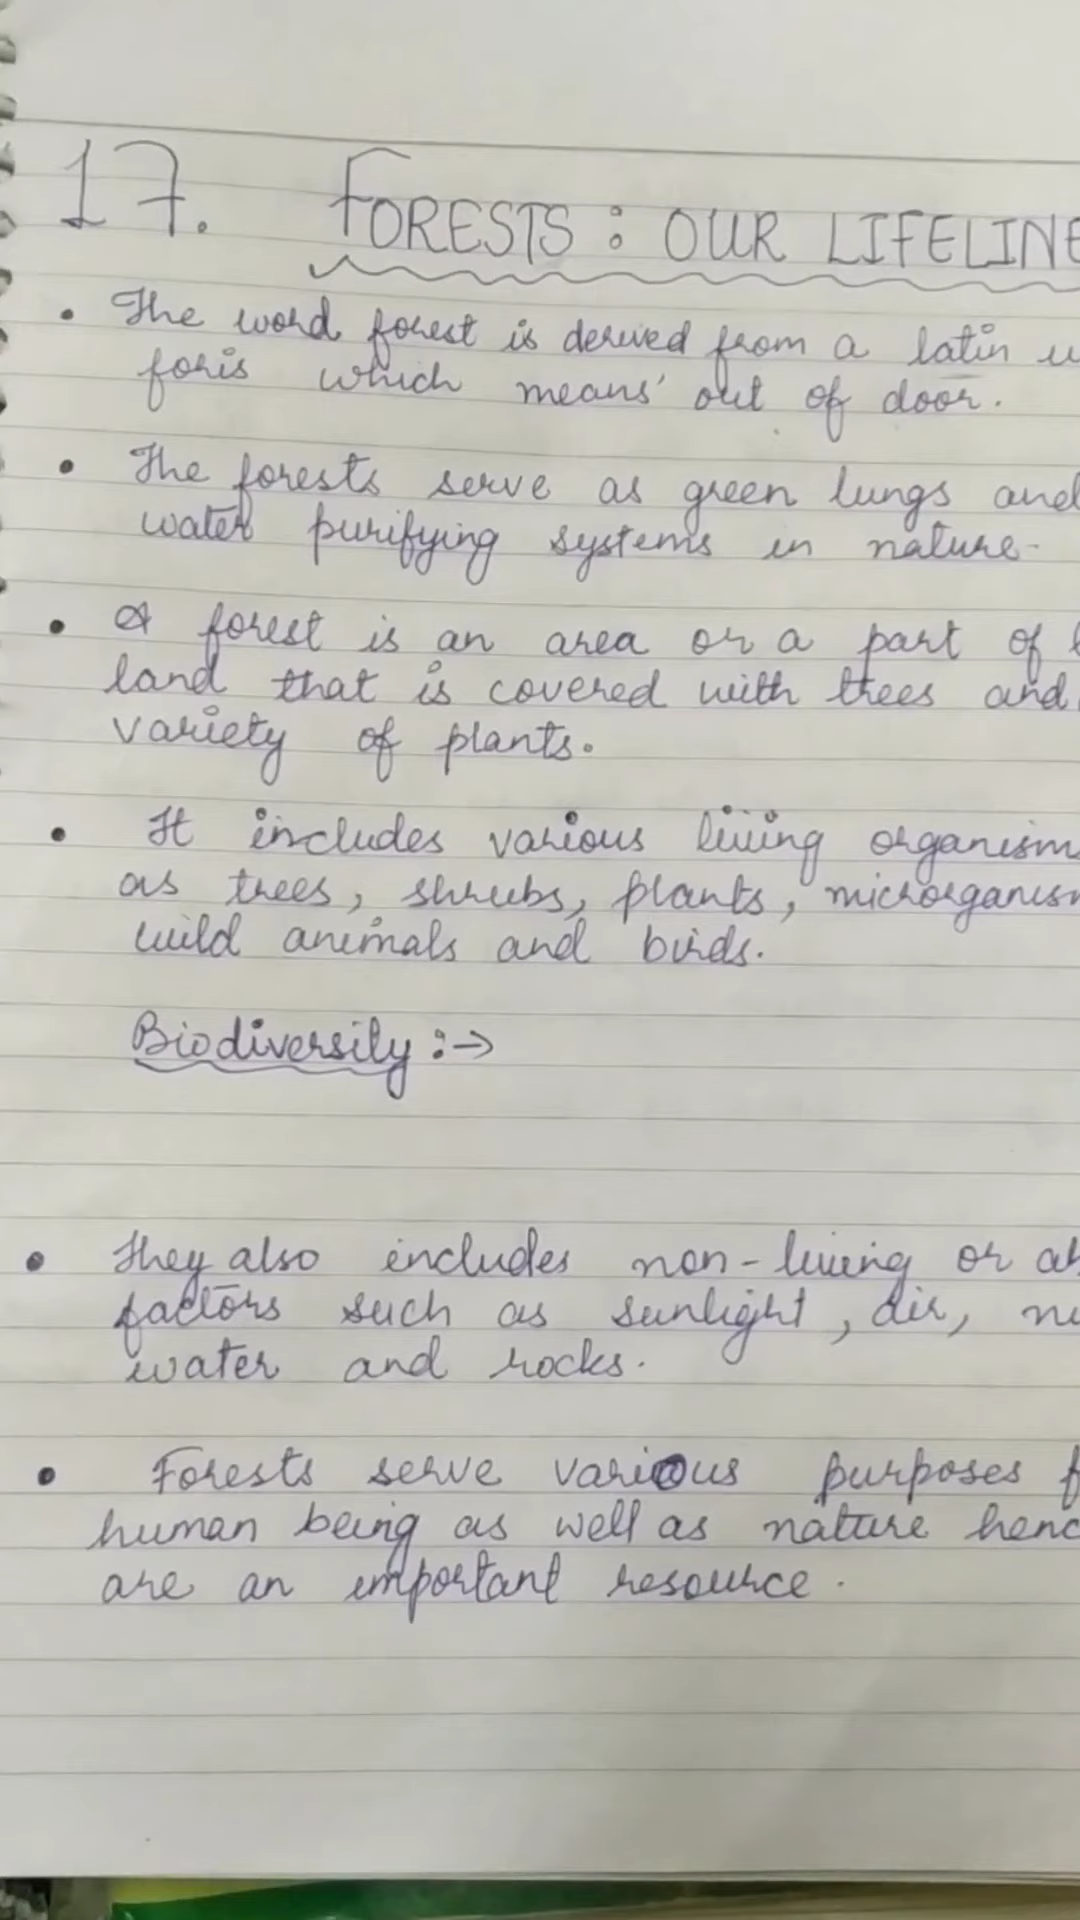 17. FORESTS : OUR LIFELINE
• The word forest is derived from a latin
foris which means' out of door.
• The forests serve as green lungs and
water purifying systems in nature.
• A forest is an area or a part of
land that is covered with trees and
variety of plants.
• It includes various living organism
as trees, shrubs, plants, microrganism
wild animals and birds.
Biodiversity :→
• They also includes non-living or
factors such as sunlight, air,
water and rocks.
• Forests serve various purposes
human being as well as nature
are an important resource.